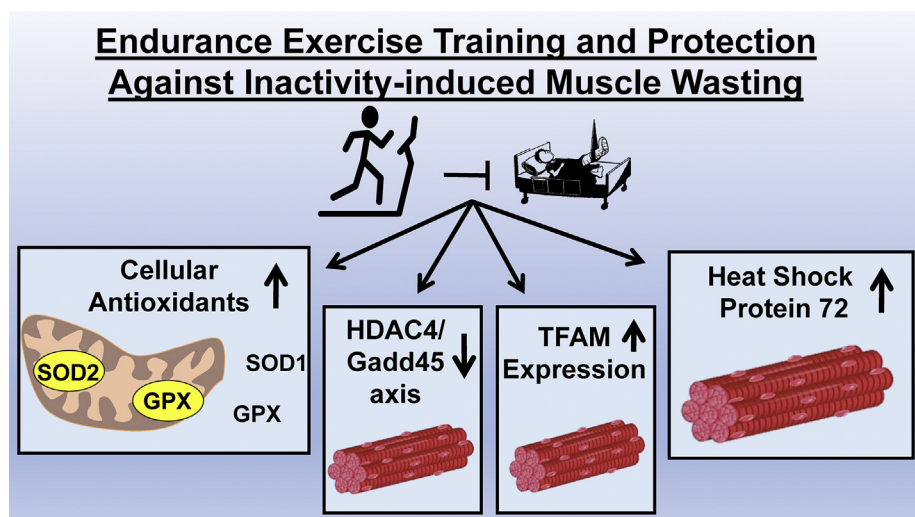 Endurance Exercise Training and Protection
Against Inactivity-induced Muscle Wasting
Cellular
Antioxidants
SOD2
GPX
SOD1
GPX
HDAC4/
Gadd45
axis
TFAM
Expression
Heat Shock
Protein 72